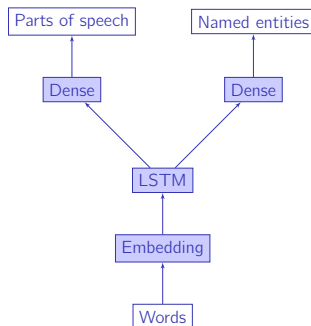 Parts of speech
Named entities
Dense
Dense
LSTM
Embedding
Words